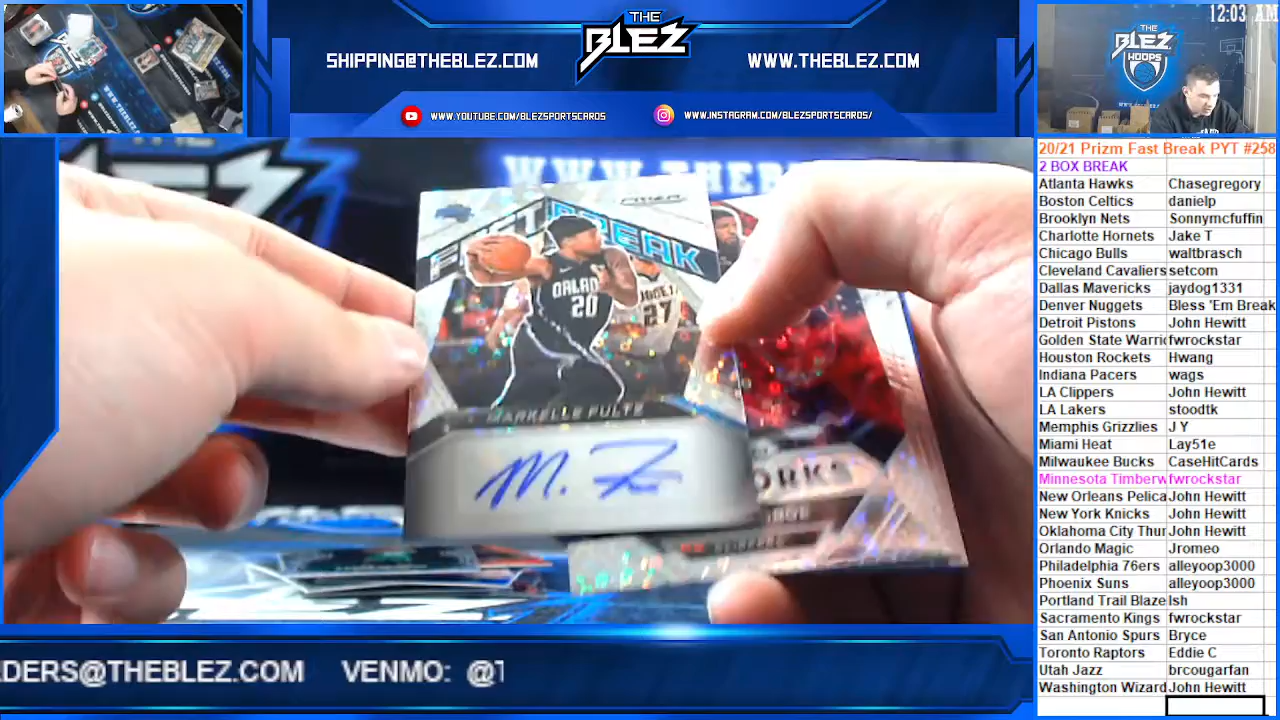 THE
BLEZ
SHIPPING@THEBLEZ.COM
WWW.THEBLEZ.COM
WWW.YOUTUBE.COM/BLEZSPORTSCARDS
WWW.INSTAGRAM.COM/BLEZSPORTSCARDS/
12:03 AM
THE
BLEZ
HOOPS
WWW.THEB
PRIZM
FAST BREAK
ORLANDO
20
27
MARKELLE FULTZ
M. F
ORKS
20/21 Prizm Fast Break PYT #258
2 BOX BREAK
Atlanta Hawks Chasegregory
Boston Celtics danielp
Brooklyn Nets Sonnymcfuffin
Charlotte Hornets Jake T
Chicago Bulls waltbrasch
Cleveland Cavaliers setcom
Dallas Mavericks jaydog1331
Denver Nuggets Bless 'Em Break
Detroit Pistons John Hewitt
Golden State Warric fwrockstar
Houston Rockets Hwang
Indiana Pacers wags
LA Clippers John Hewitt
LA Lakers stoodtk
Memphis Grizzlies J Y
Miami Heat Lay51e
Milwaukee Bucks CaseHitCards
Minnesota Timberw fwrockstar
New Orleans Pelica John Hewitt
New York Knicks John Hewitt
Oklahoma City Thur John Hewitt
Orlando Magic Jromeo
Philadelphia 76ers alleyoop3000
Phoenix Suns alleyoop3000
Portland Trail Blaze Ish
Sacramento Kings fwrockstar
San Antonio Spurs Bryce
Toronto Raptors Eddie C
Utah Jazz brcougarfan
Washington Wizard John Hewitt
DERS@THEBLEZ.COM VENMO: @T